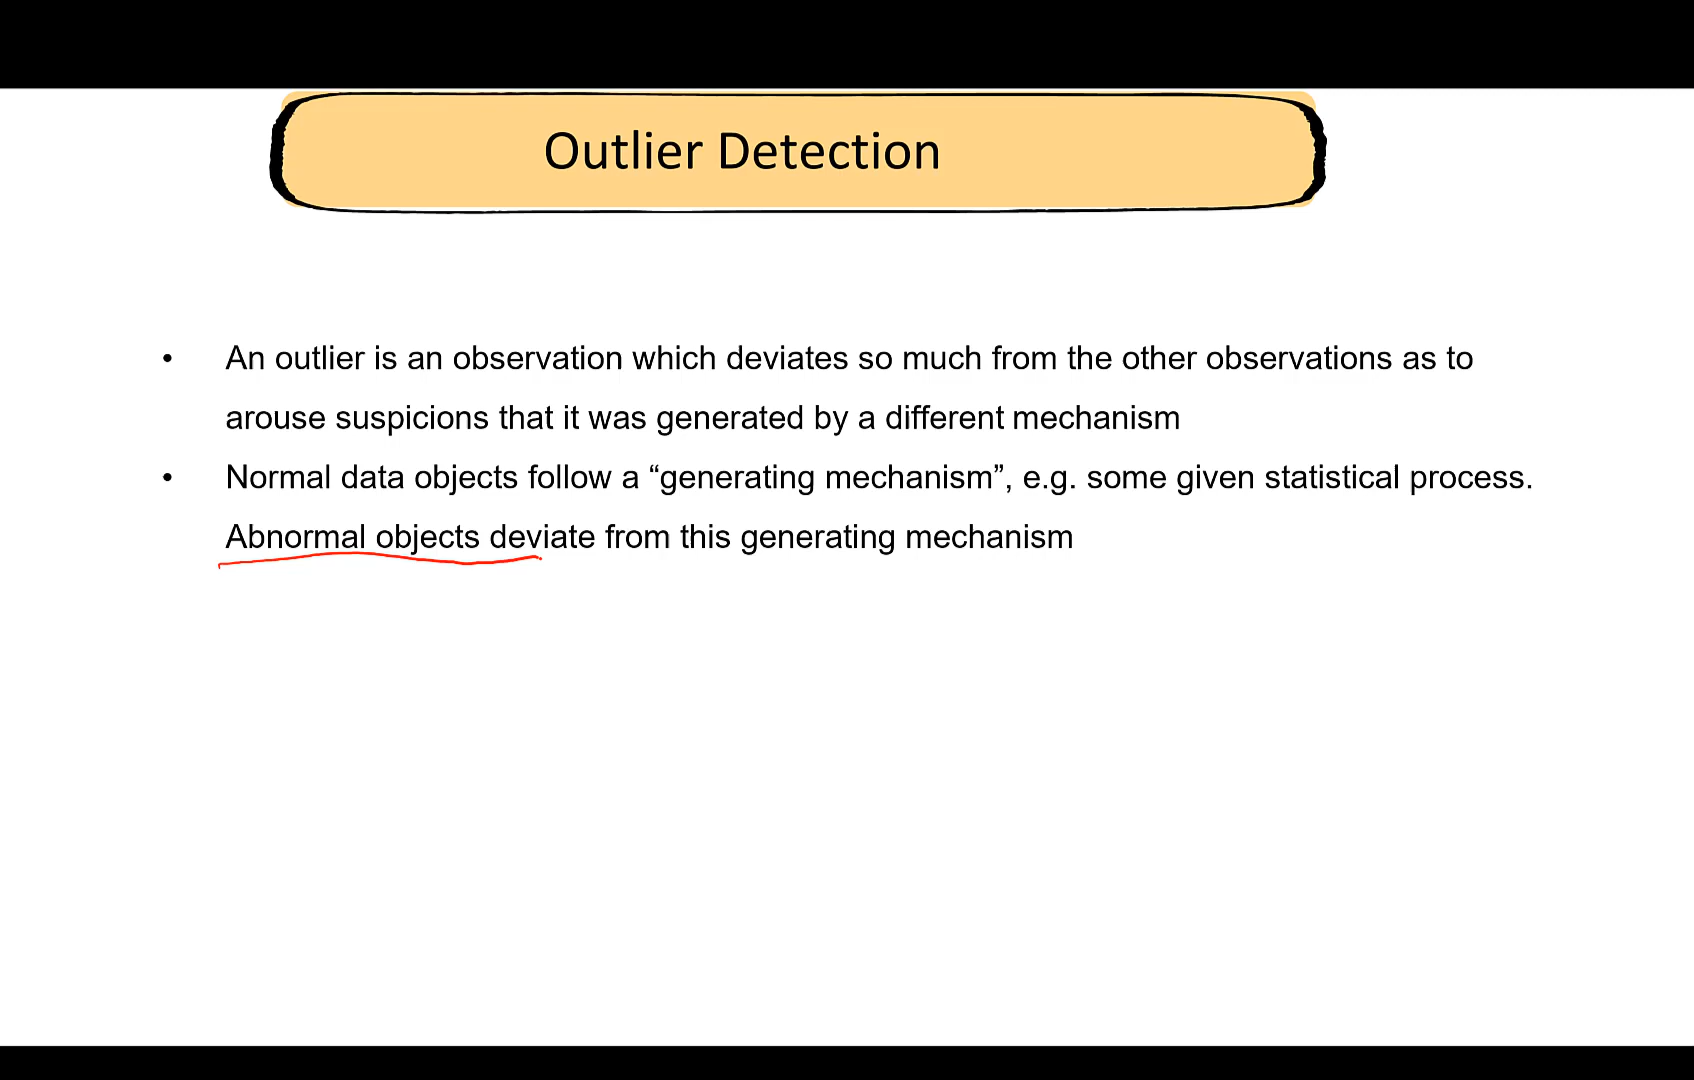 Outlier Detection
• An outlier is an observation which deviates so much from the other observations as to
arouse suspicions that it was generated by a different mechanism
• Normal data objects follow a “generating mechanism”, e.g. some given statistical process.
Abnormal objects deviate from this generating mechanism